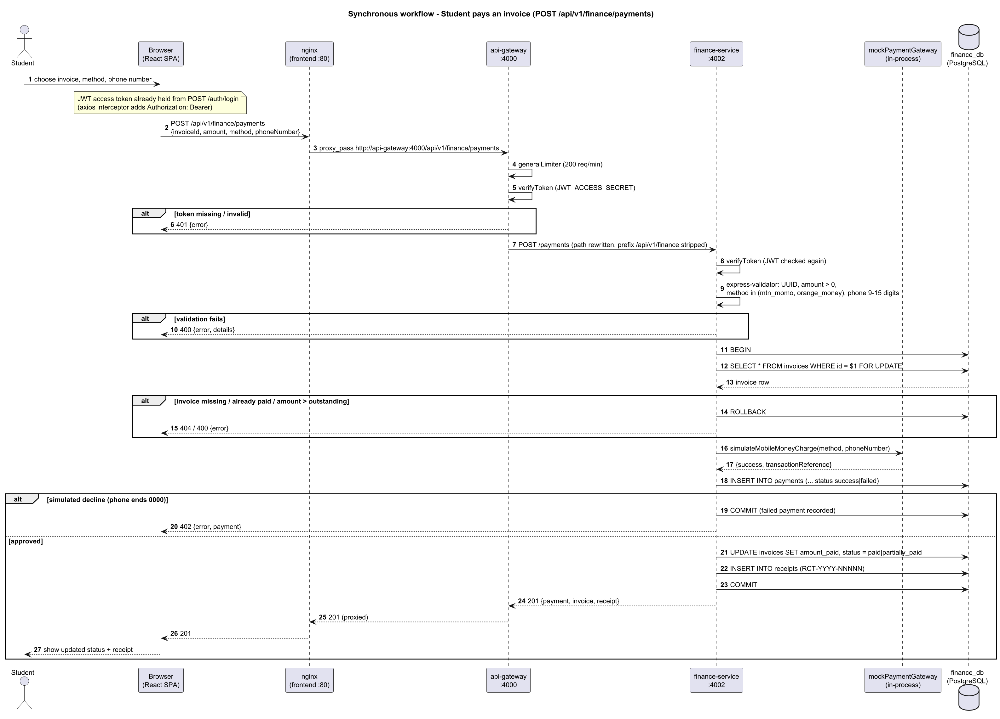 Synchronous workflow - Student pays an invoice (POST /api/v1/finance/payments)
Student
Browser
(React SPA)
nginx
(frontend :80)
api-gateway
:4000
finance-service
:4002
mockPaymentGateway
(in-process)
finance_db
(PostgreSQL)
1 choose invoice, method, phone number
JWT access token already held from POST /auth/login
(axios interceptor adds Authorization: Bearer)
2 POST /api/v1/finance/payments
{invoiceId, amount, method, phoneNumber}
3 proxy_pass http://api-gateway:4000/api/v1/finance/payments
4 generalLimiter (200 req/min)
5 verifyToken (JWT_ACCESS_SECRET)
alt [token missing / invalid]
6 401 {error}
7 POST /payments (path rewritten, prefix /api/v1/finance stripped)
8 verifyToken (JWT checked again)
9 express-validator: UUID, amount > 0,
method in (mtn_momo, orange_money), phone 9-15 digits
alt [validation fails]
10 400 {error, details}
11 BEGIN
12 SELECT * FROM invoices WHERE id = $1 FOR UPDATE
13 invoice row
alt [invoice missing / already paid / amount > outstanding]
14 ROLLBACK
15 404 / 400 {error}
16 simulateMobileMoneyCharge(method, phoneNumber)
17 {success, transactionReference}
18 INSERT INTO payments (... status success|failed)
alt [simulated decline (phone ends 0000)]
19 COMMIT (failed payment recorded)
20 402 {error, payment}
[approved]
21 UPDATE invoices SET amount_paid, status = paid|partially_paid
22 INSERT INTO receipts (RCT-YYYY-NNNNN)
23 COMMIT
24 201 {payment, invoice, receipt}
25 201 (proxied)
26 201
27 show updated status + receipt
Student
Browser
(React SPA)
nginx
(frontend :80)
api-gateway
:4000
finance-service
:4002
mockPaymentGateway
(in-process)
finance_db
(PostgreSQL)